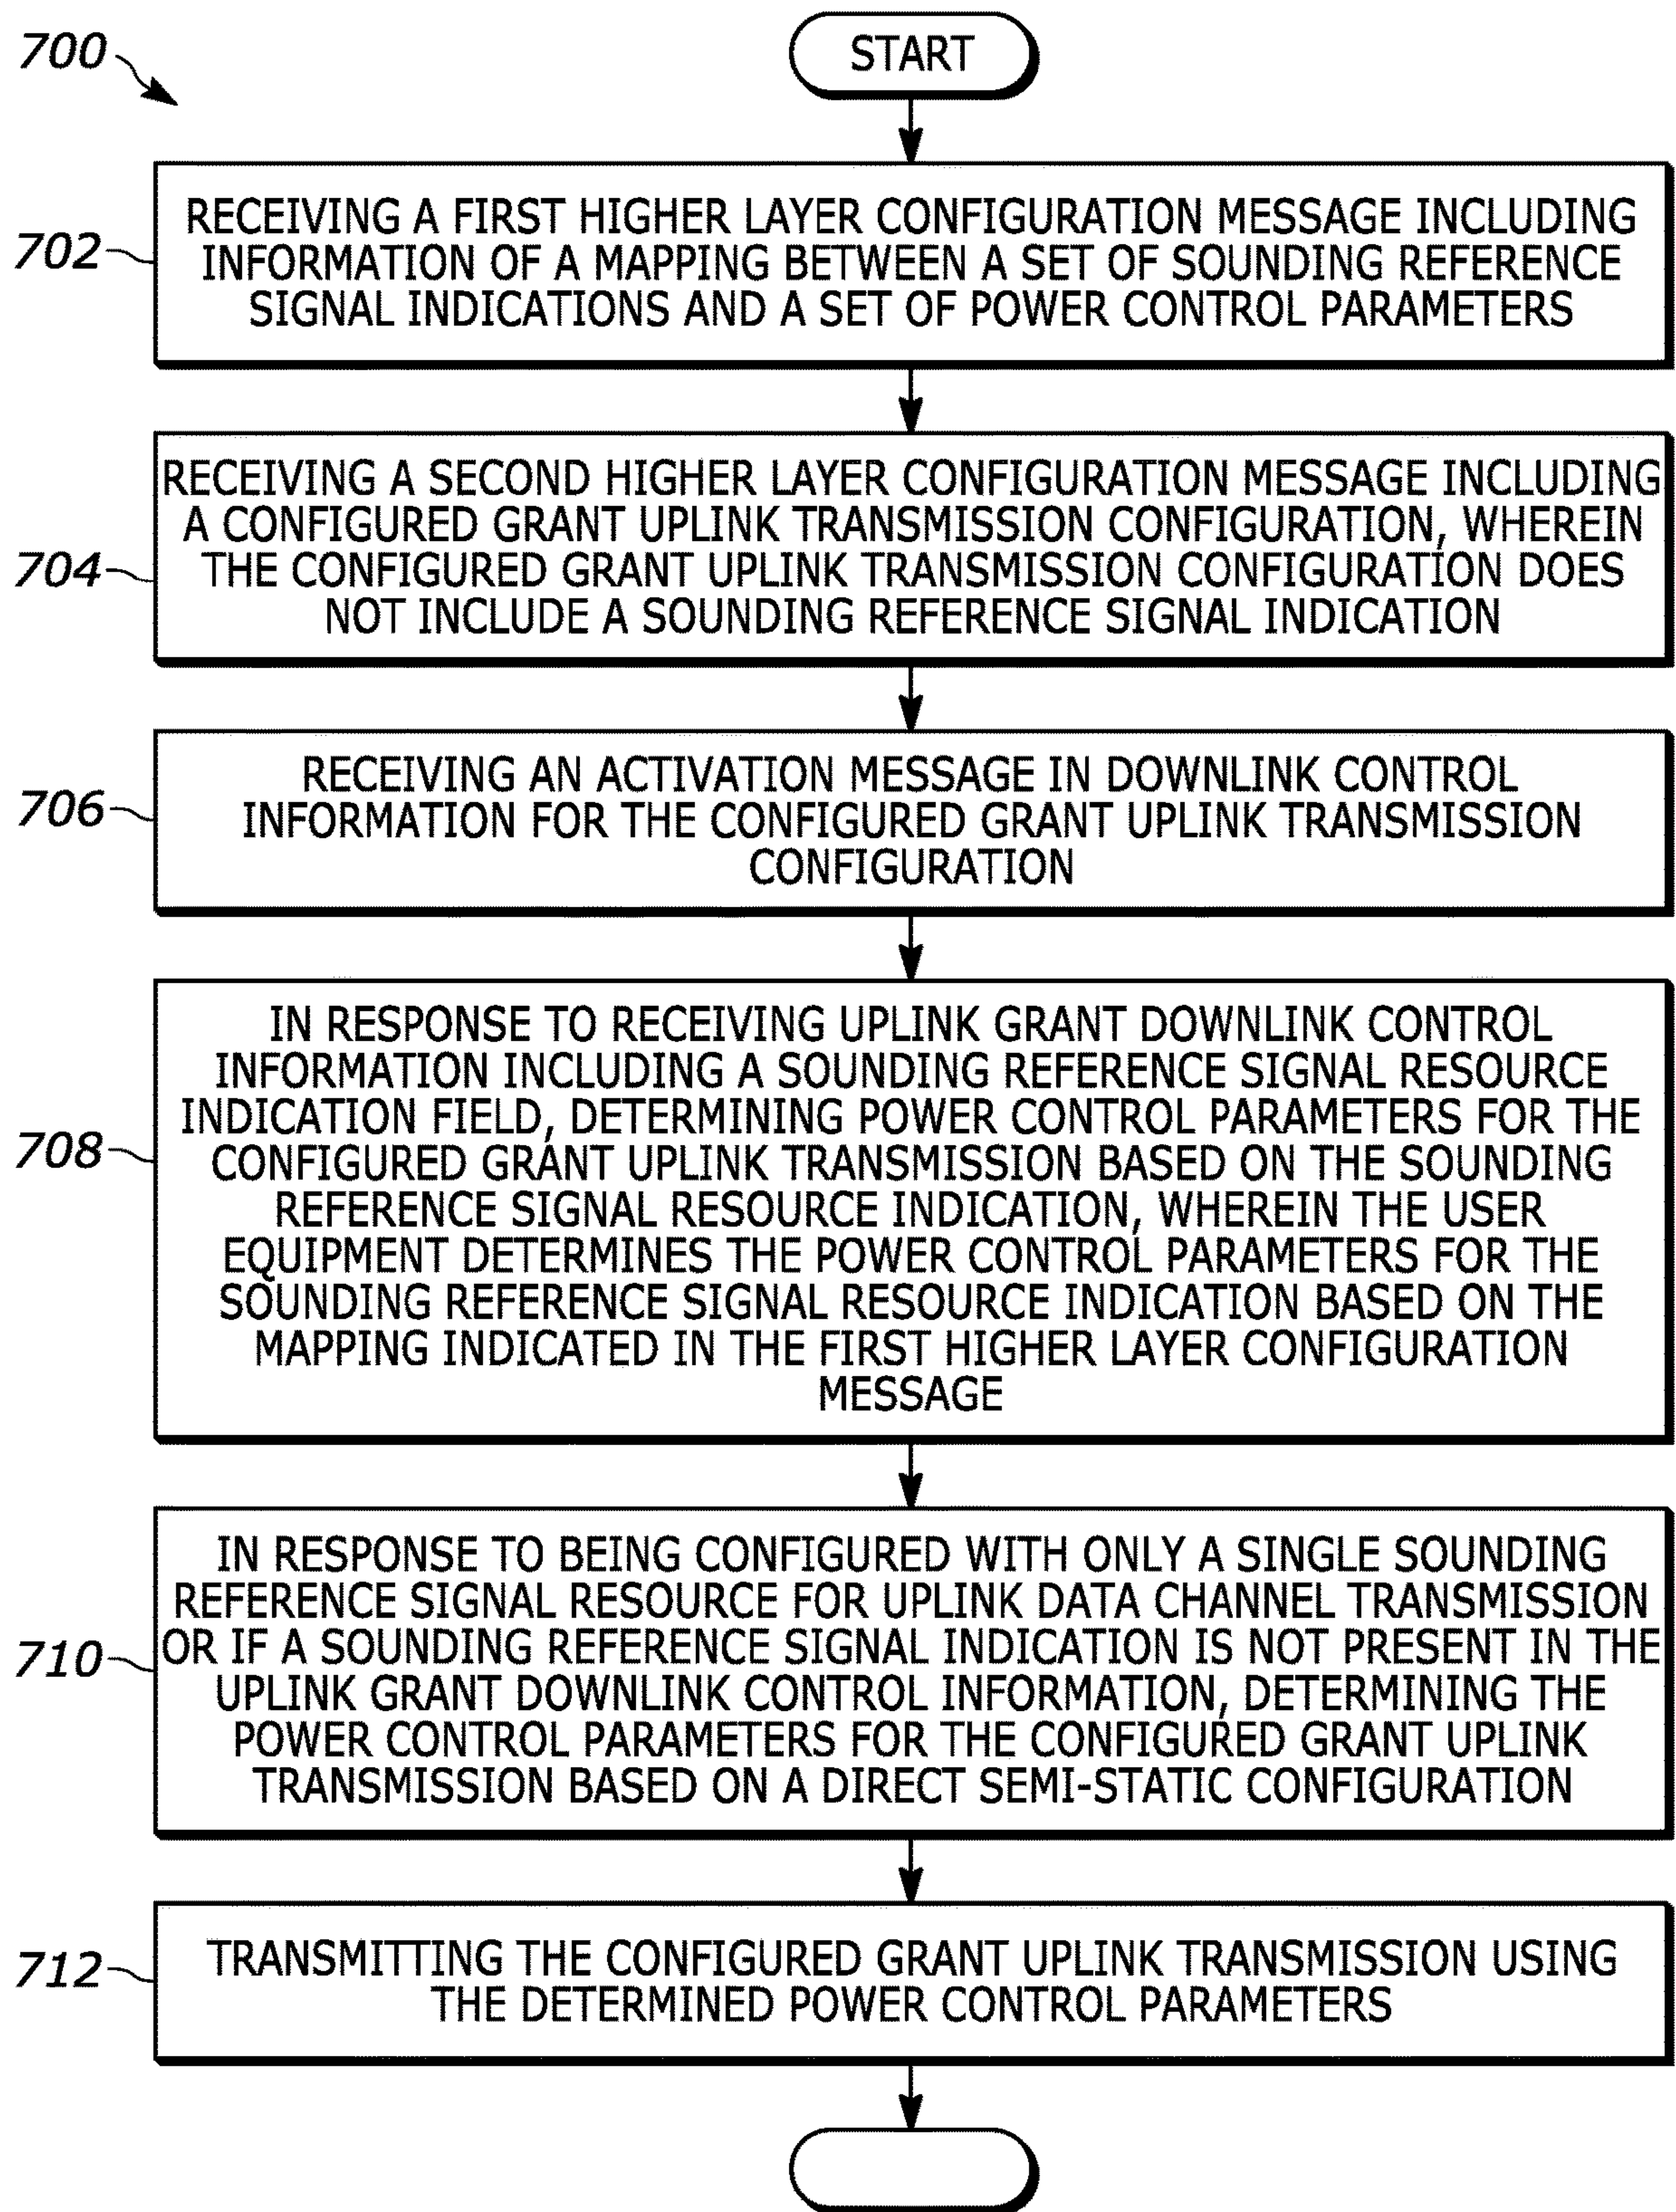 700
START
702
RECEIVING A FIRST HIGHER LAYER CONFIGURATION MESSAGE INCLUDING
INFORMATION OF A MAPPING BETWEEN A SET OF SOUNDING REFERENCE
SIGNAL INDICATIONS AND A SET OF POWER CONTROL PARAMETERS
704
RECEIVING A SECOND HIGHER LAYER CONFIGURATION MESSAGE INCLUDING
A CONFIGURED GRANT UPLINK TRANSMISSION CONFIGURATION, WHEREIN
THE CONFIGURED GRANT UPLINK TRANSMISSION CONFIGURATION DOES
NOT INCLUDE A SOUNDING REFERENCE SIGNAL INDICATION
706
RECEIVING AN ACTIVATION MESSAGE IN DOWNLINK CONTROL
INFORMATION FOR THE CONFIGURED GRANT UPLINK TRANSMISSION
CONFIGURATION
708
IN RESPONSE TO RECEIVING UPLINK GRANT DOWNLINK CONTROL
INFORMATION INCLUDING A SOUNDING REFERENCE SIGNAL RESOURCE
INDICATION FIELD, DETERMINING POWER CONTROL PARAMETERS FOR THE
CONFIGURED GRANT UPLINK TRANSMISSION BASED ON THE SOUNDING
REFERENCE SIGNAL RESOURCE INDICATION, WHEREIN THE USER
EQUIPMENT DETERMINES THE POWER CONTROL PARAMETERS FOR THE
SOUNDING REFERENCE SIGNAL RESOURCE INDICATION BASED ON THE
MAPPING INDICATED IN THE FIRST HIGHER LAYER CONFIGURATION
MESSAGE
710
IN RESPONSE TO BEING CONFIGURED WITH ONLY A SINGLE SOUNDING
REFERENCE SIGNAL RESOURCE FOR UPLINK DATA CHANNEL TRANSMISSION
OR IF A SOUNDING REFERENCE SIGNAL INDICATION IS NOT PRESENT IN THE
UPLINK GRANT DOWNLINK CONTROL INFORMATION, DETERMINING THE
POWER CONTROL PARAMETERS FOR THE CONFIGURED GRANT UPLINK
TRANSMISSION BASED ON A DIRECT SEMI-STATIC CONFIGURATION
712
TRANSMITTING THE CONFIGURED GRANT UPLINK TRANSMISSION USING
THE DETERMINED POWER CONTROL PARAMETERS